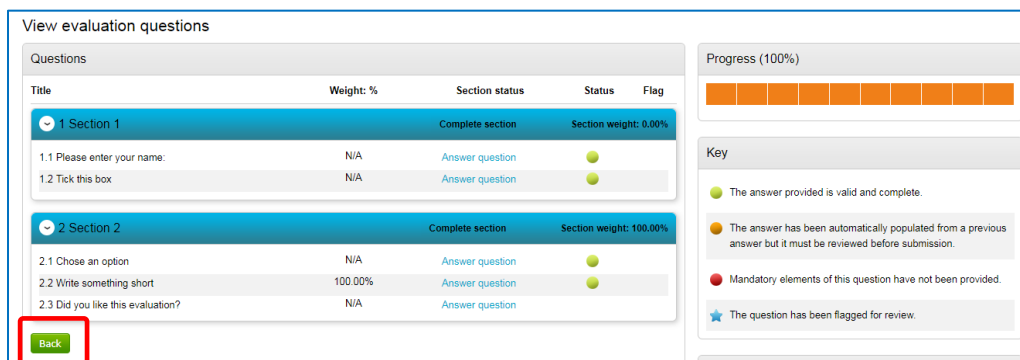 View evaluation questions
Questions
Title Weight: % Section status Status Flag
1 Section 1 Complete section Section weight: 0.00%
1.1 Please enter your name: N/A Answer question
1.2 Tick this box N/A Answer question
2 Section 2 Complete section Section weight: 100.00%
2.1 Chose an option N/A Answer question
2.2 Write something short 100.00% Answer question
2.3 Did you like this evaluation? N/A Answer question
Back
Progress (100%)
Key
The answer provided is valid and complete.
The answer has been automatically populated from a previous
answer but it must be reviewed before submission.
Mandatory elements of this question have not been provided.
The question has been flagged for review.